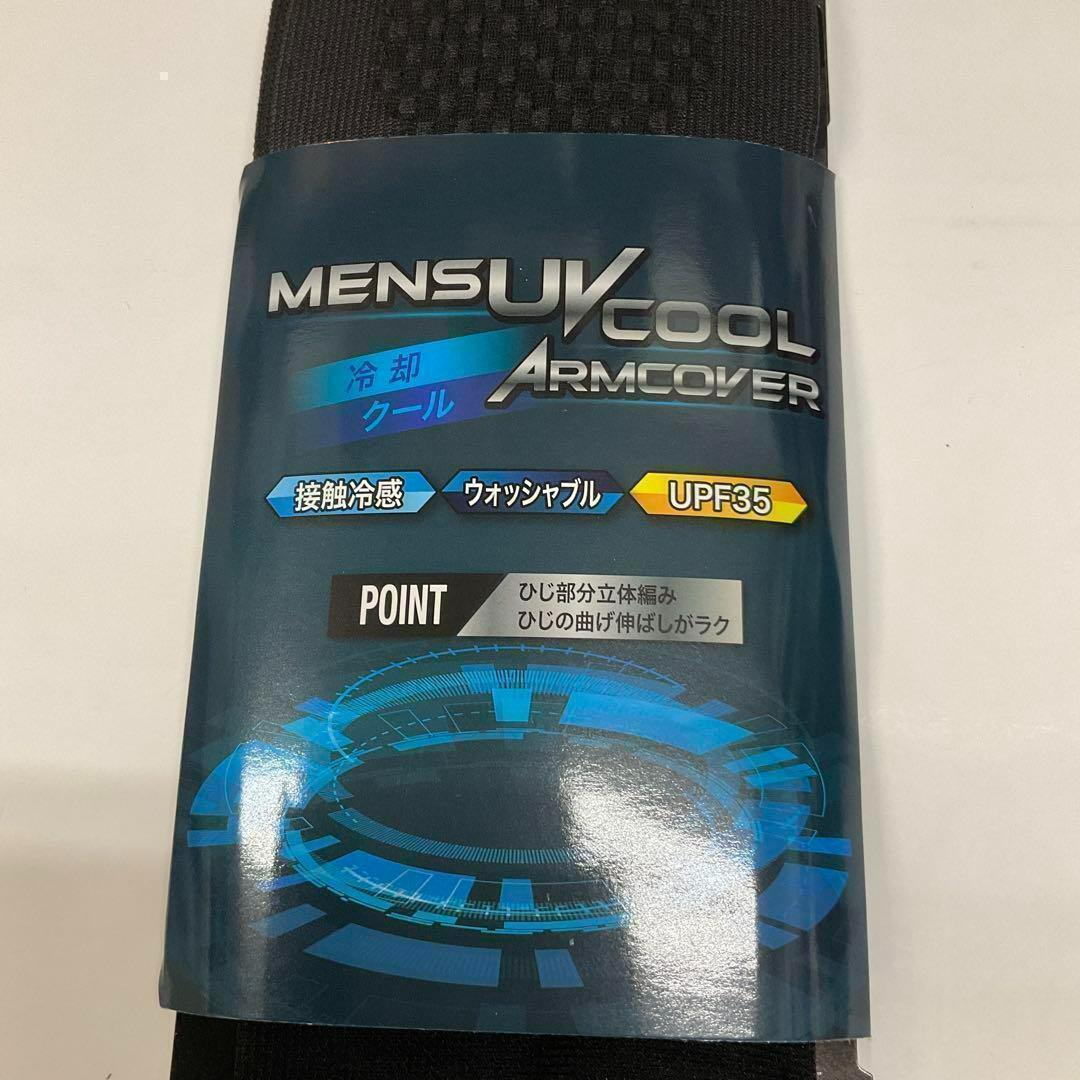 MENS UV COOL
ARMCOVER
冷却
クール
接触冷感 ウォッシャブル UPF35
POINT
ひじ部分立体編み
ひじの曲げ伸ばしがラク